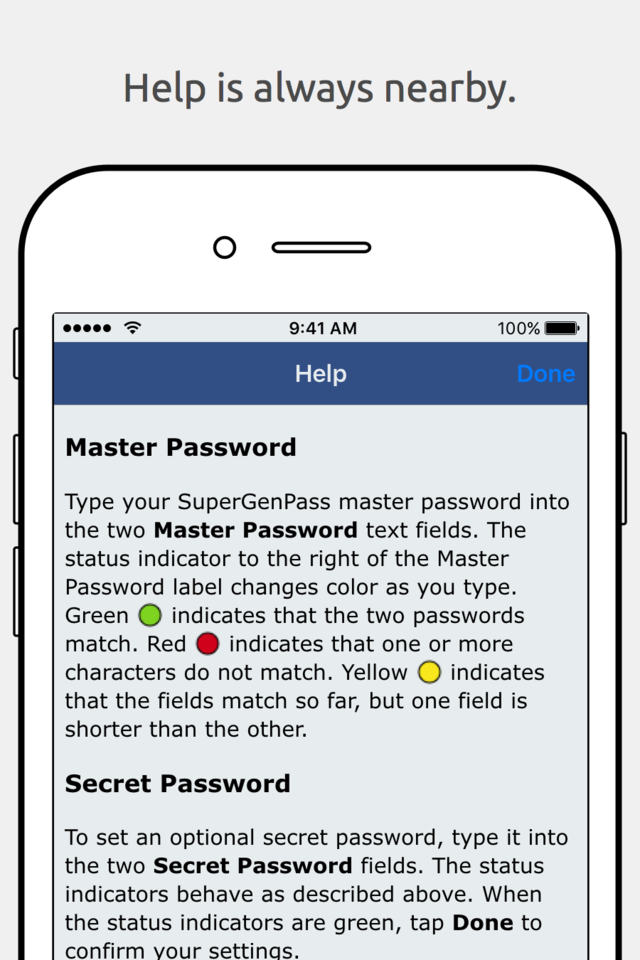 Help is always nearby.
9:41 AM
100%
Help
Done
Master Password
Type your SuperGenPass master password into
the two Master Password text fields. The
status indicator to the right of the Master
Password label changes color as you type.
Green indicates that the two passwords
match. Red indicates that one or more
characters do not match. Yellow indicates
that the fields match so far, but one field is
shorter than the other.
Secret Password
To set an optional secret password, type it into
the two Secret Password fields. The status
indicators behave as described above. When
the status indicators are green, tap Done to
confirm your settings.